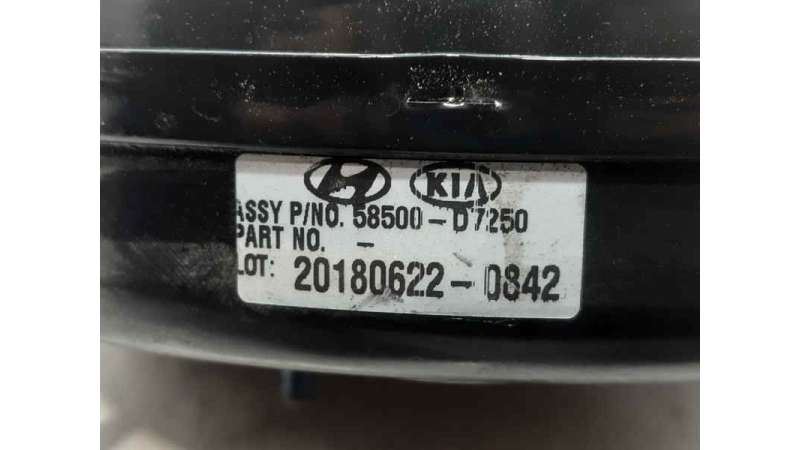 KIA
ASSY P/NO. 58500-D7250
PART NO. -
LOT: 20180622-0842